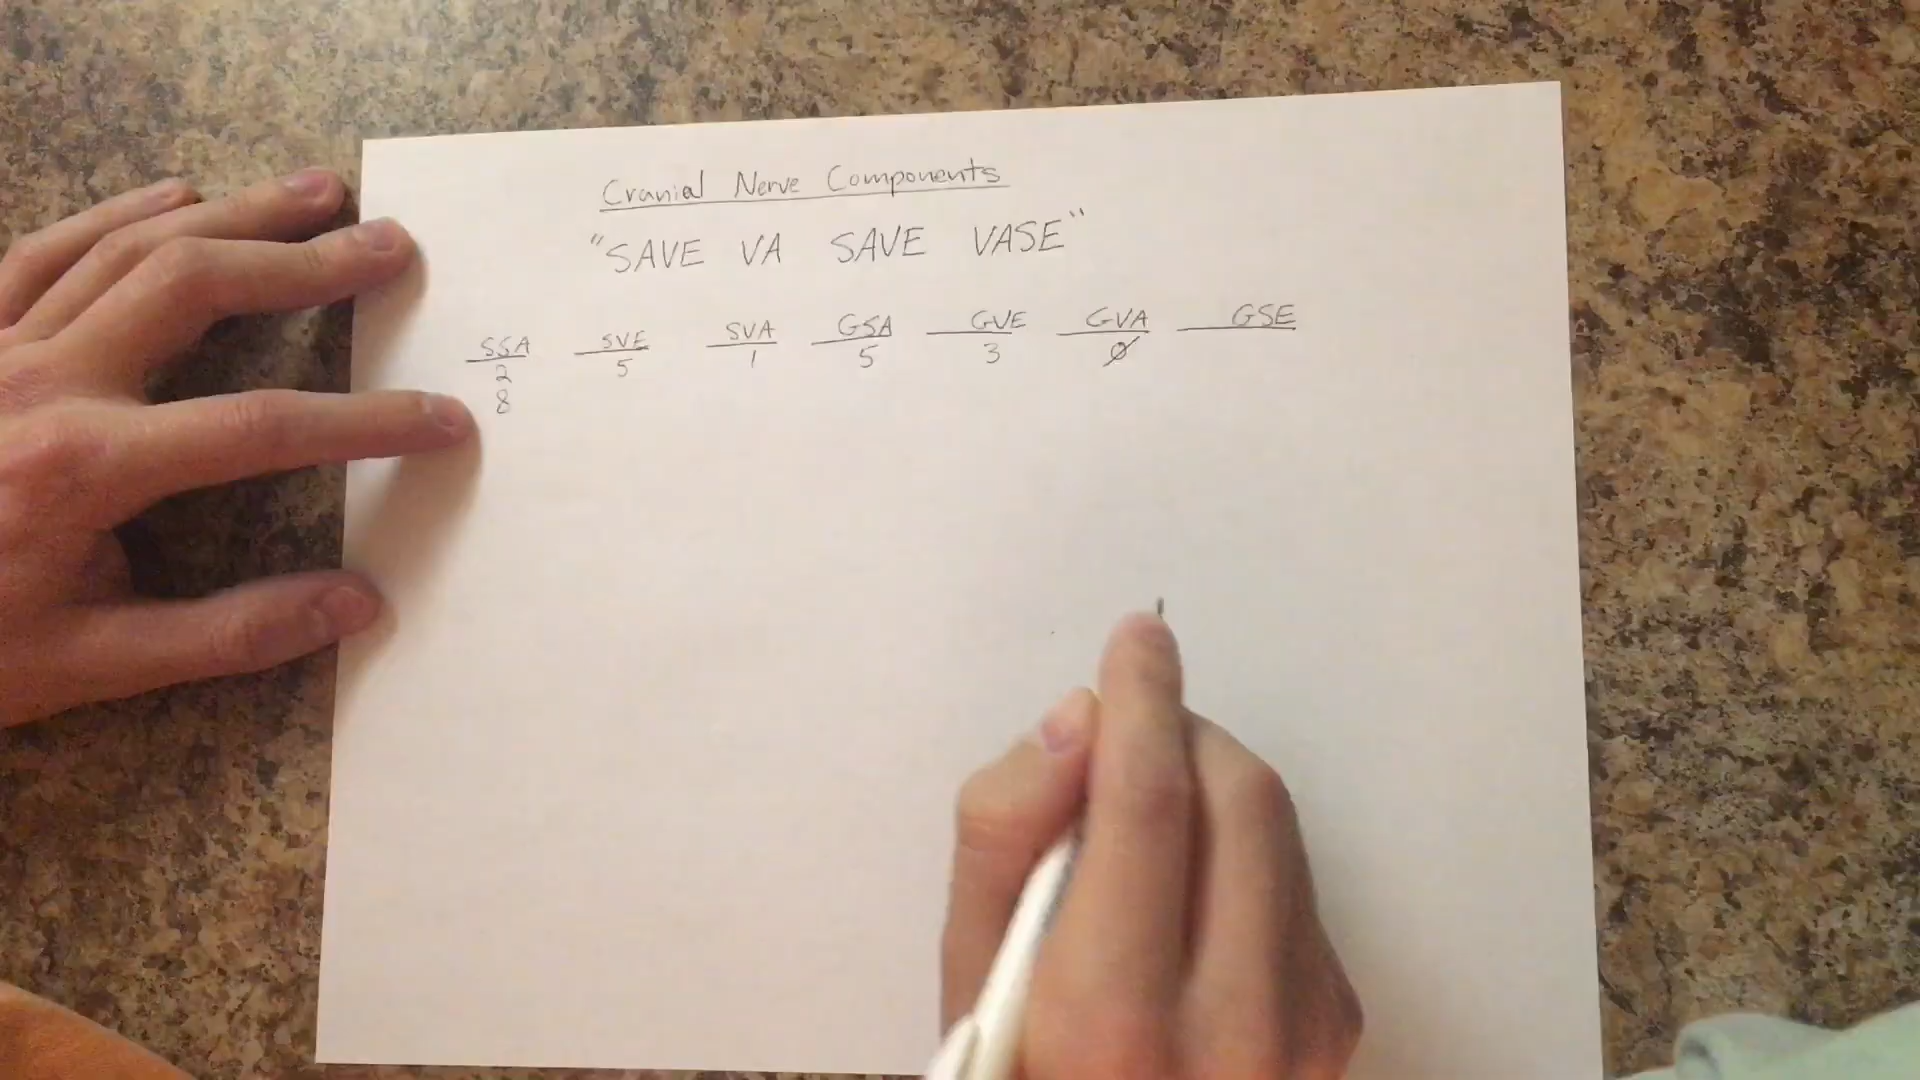 Cranial Nerve Components
"SAVE VA SAVE VASE"
SSA SVE SVA GSA GVE GVA GSE
2 5 1 5 3 Ø
8